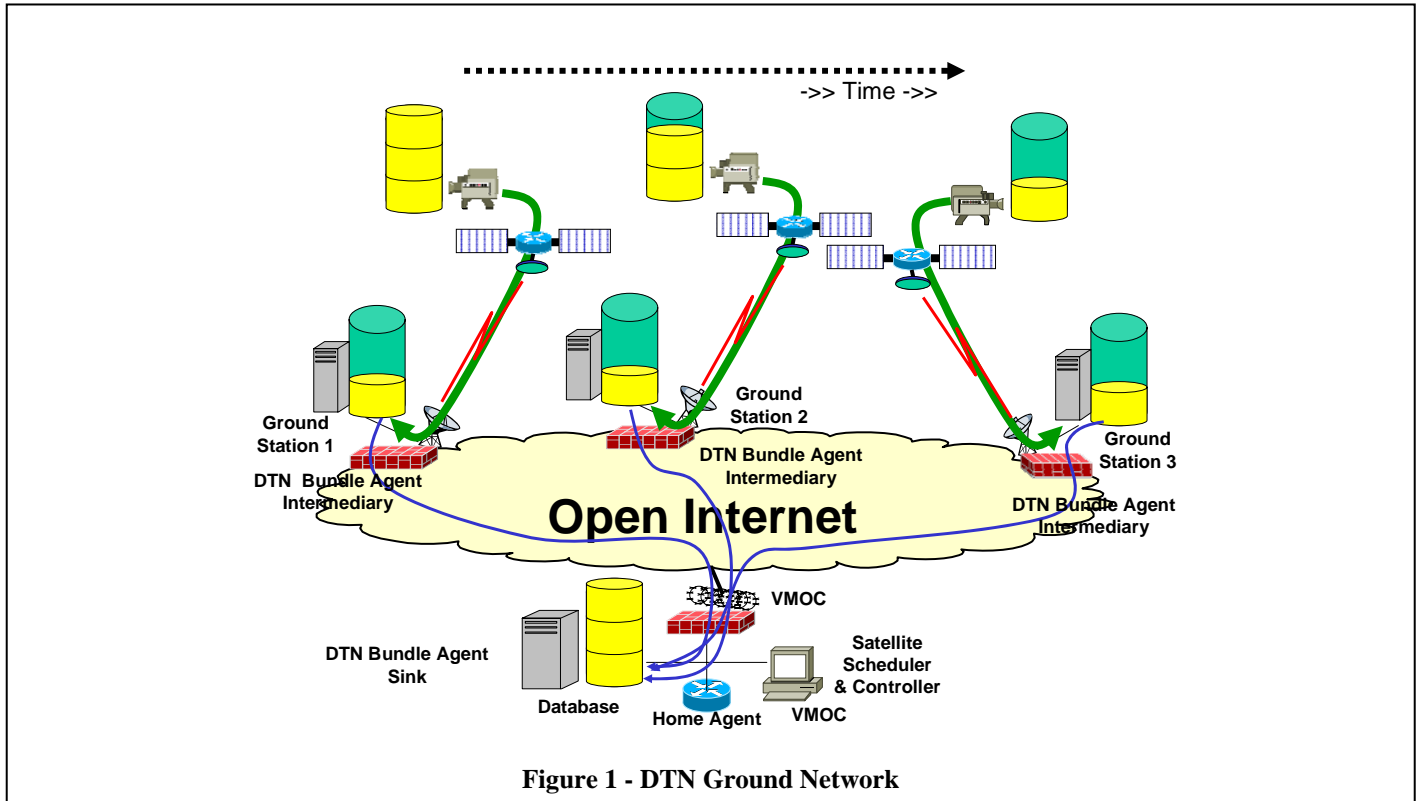 ->> Time ->>
Ground
Station 1
DTN Bundle Agent
Intermediary
Ground
Station 2
DTN Bundle Agent
Intermediary
Ground
Station 3
DTN Bundle Agent
Intermediary
Open Internet
VMOC
DTN Bundle Agent
Sink
Database
Home Agent
Satellite
Scheduler
& Controller
VMOC
Figure 1 - DTN Ground Network